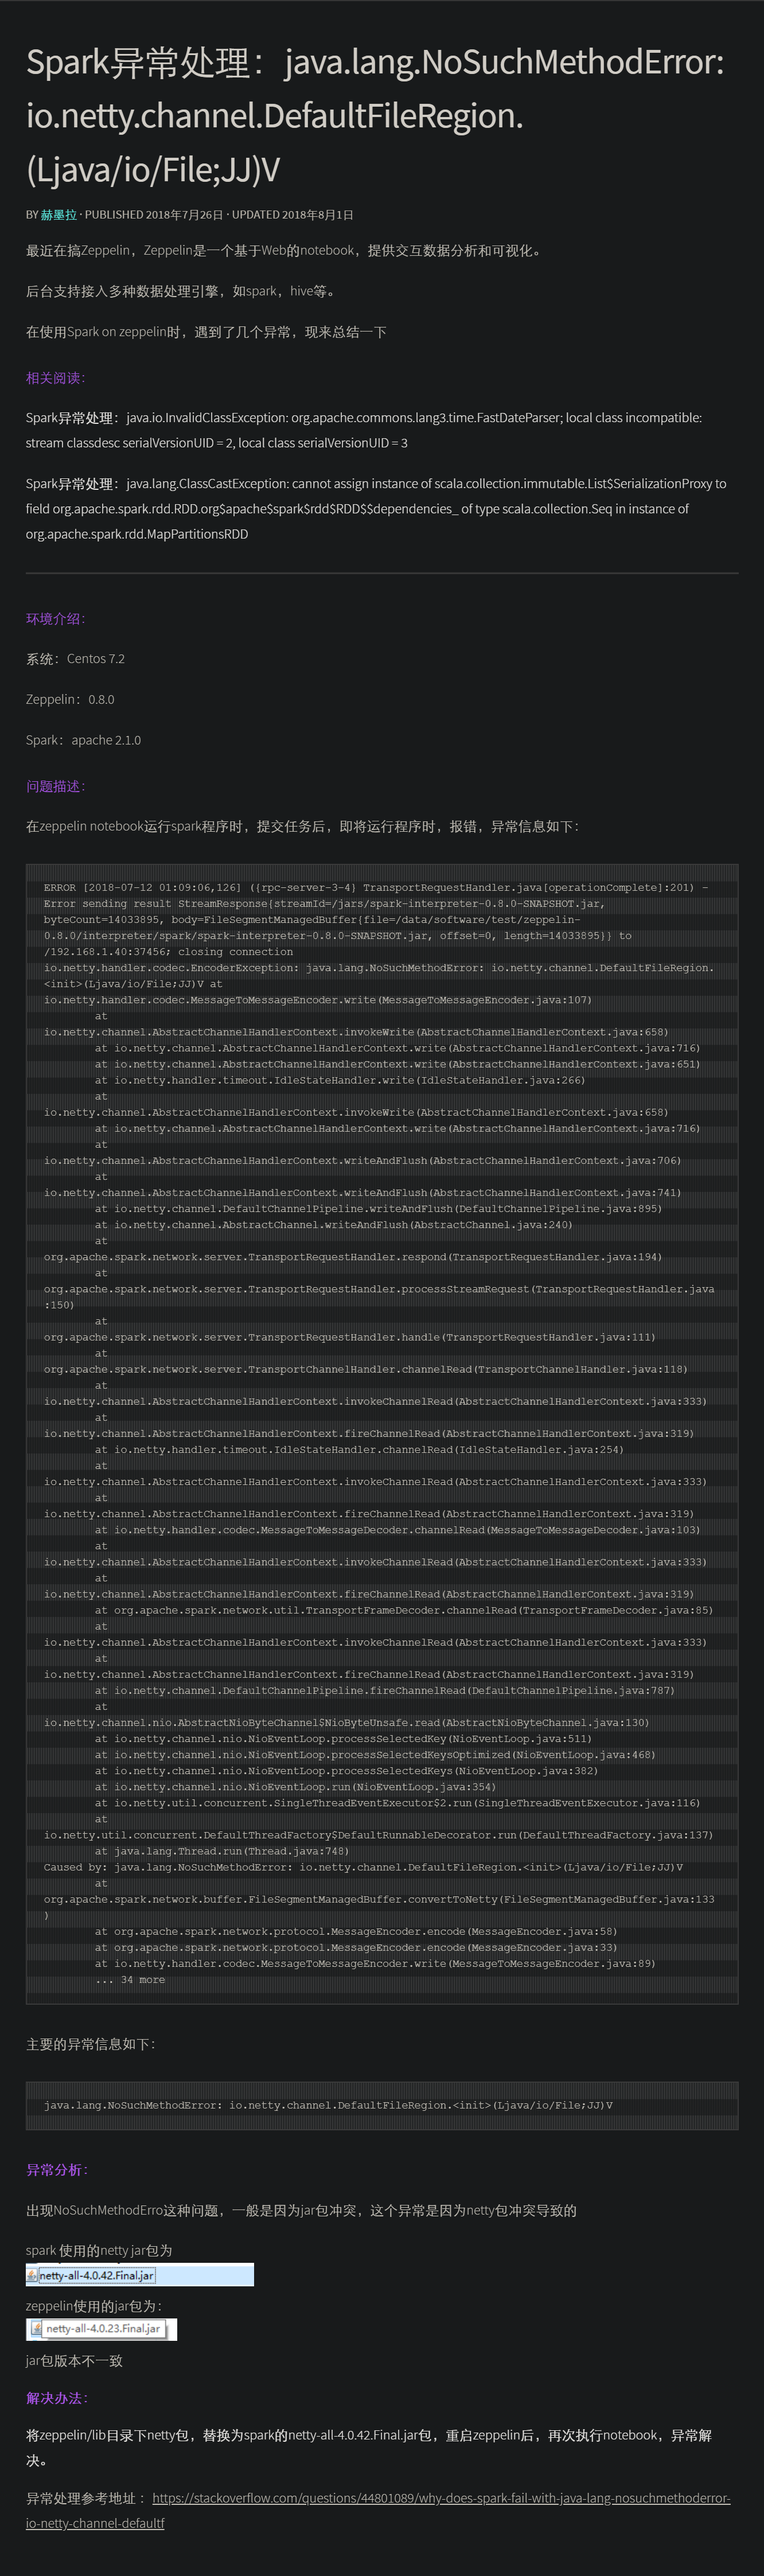 Spark异常处理：java.lang.NoSuchMethodError:
io.netty.channel.DefaultFileRegion.
(Ljava/io/File;JJ)V
BY 赫墨拉 · PUBLISHED 2018年7月26日 · UPDATED 2018年8月1日
最近在搞Zeppelin，Zeppelin是一个基于Web的notebook，提供交互数据分析和可视化。
后台支持接入多种数据处理引擎，如spark，hive等。
在使用Spark on zeppelin时，遇到了几个异常，现来总结一下
相关阅读：
Spark异常处理：java.io.InvalidClassException: org.apache.commons.lang3.time.FastDateParser; local class incompatible:
stream classdesc serialVersionUID = 2, local class serialVersionUID = 3
Spark异常处理：java.lang.ClassCastException: cannot assign instance of scala.collection.immutable.List$SerializationProxy to
field org.apache.spark.rdd.RDD.org$apache$spark$rdd$RDD$$dependencies_ of type scala.collection.Seq in instance of
org.apache.spark.rdd.MapPartitionsRDD
环境介绍：
系统：Centos 7.2
Zeppelin：0.8.0
Spark：apache 2.1.0
问题描述：
在zeppelin notebook运行spark程序时，提交任务后，即将运行程序时，报错，异常信息如下：
ERROR [2018-07-12 01:09:06,126] ({rpc-server-3-4} TransportRequestHandler.java[operationComplete]:201) -
Error sending result StreamResponse{streamId=/jars/spark-interpreter-0.8.0-SNAPSHOT.jar,
byteCount=14033895, body=FileSegmentManagedBuffer{file=/data/software/test/zeppelin-
0.8.0/interpreter/spark/spark-interpreter-0.8.0-SNAPSHOT.jar, offset=0, length=14033895}} to
/192.168.1.40:37456; closing connection
io.netty.handler.codec.EncoderException: java.lang.NoSuchMethodError: io.netty.channel.DefaultFileRegion.
<init>(Ljava/io/File;JJ)V at
io.netty.handler.codec.MessageToMessageEncoder.write(MessageToMessageEncoder.java:107)
at
io.netty.channel.AbstractChannelHandlerContext.invokeWrite(AbstractChannelHandlerContext.java:658)
at io.netty.channel.AbstractChannelHandlerContext.write(AbstractChannelHandlerContext.java:716)
at io.netty.channel.AbstractChannelHandlerContext.write(AbstractChannelHandlerContext.java:651)
at io.netty.handler.timeout.IdleStateHandler.write(IdleStateHandler.java:266)
at
io.netty.channel.AbstractChannelHandlerContext.invokeWrite(AbstractChannelHandlerContext.java:658)
at io.netty.channel.AbstractChannelHandlerContext.write(AbstractChannelHandlerContext.java:716)
at
io.netty.channel.AbstractChannelHandlerContext.writeAndFlush(AbstractChannelHandlerContext.java:706)
at
io.netty.channel.AbstractChannelHandlerContext.writeAndFlush(AbstractChannelHandlerContext.java:741)
at io.netty.channel.DefaultChannelPipeline.writeAndFlush(DefaultChannelPipeline.java:895)
at io.netty.channel.AbstractChannel.writeAndFlush(AbstractChannel.java:240)
at
org.apache.spark.network.server.TransportRequestHandler.respond(TransportRequestHandler.java:194)
at
org.apache.spark.network.server.TransportRequestHandler.processStreamRequest(TransportRequestHandler.java
:150)
at
org.apache.spark.network.server.TransportRequestHandler.handle(TransportRequestHandler.java:111)
at
org.apache.spark.network.server.TransportChannelHandler.channelRead(TransportChannelHandler.java:118)
at
io.netty.channel.AbstractChannelHandlerContext.invokeChannelRead(AbstractChannelHandlerContext.java:333)
at
io.netty.channel.AbstractChannelHandlerContext.fireChannelRead(AbstractChannelHandlerContext.java:319)
at io.netty.handler.timeout.IdleStateHandler.channelRead(IdleStateHandler.java:254)
at
io.netty.channel.AbstractChannelHandlerContext.invokeChannelRead(AbstractChannelHandlerContext.java:333)
at
io.netty.channel.AbstractChannelHandlerContext.fireChannelRead(AbstractChannelHandlerContext.java:319)
at io.netty.handler.codec.MessageToMessageDecoder.channelRead(MessageToMessageDecoder.java:103)
at
io.netty.channel.AbstractChannelHandlerContext.invokeChannelRead(AbstractChannelHandlerContext.java:333)
at
io.netty.channel.AbstractChannelHandlerContext.fireChannelRead(AbstractChannelHandlerContext.java:319)
at org.apache.spark.network.util.TransportFrameDecoder.channelRead(TransportFrameDecoder.java:85)
at
io.netty.channel.AbstractChannelHandlerContext.invokeChannelRead(AbstractChannelHandlerContext.java:333)
at
io.netty.channel.AbstractChannelHandlerContext.fireChannelRead(AbstractChannelHandlerContext.java:319)
at io.netty.channel.DefaultChannelPipeline.fireChannelRead(DefaultChannelPipeline.java:787)
at
io.netty.channel.nio.AbstractNioByteChannel$NioByteUnsafe.read(AbstractNioByteChannel.java:130)
at io.netty.channel.nio.NioEventLoop.processSelectedKey(NioEventLoop.java:511)
at io.netty.channel.nio.NioEventLoop.processSelectedKeysOptimized(NioEventLoop.java:468)
at io.netty.channel.nio.NioEventLoop.processSelectedKeys(NioEventLoop.java:382)
at io.netty.channel.nio.NioEventLoop.run(NioEventLoop.java:354)
at io.netty.util.concurrent.SingleThreadEventExecutor$2.run(SingleThreadEventExecutor.java:116)
at
io.netty.util.concurrent.DefaultThreadFactory$DefaultRunnableDecorator.run(DefaultThreadFactory.java:137)
at java.lang.Thread.run(Thread.java:748)
Caused by: java.lang.NoSuchMethodError: io.netty.channel.DefaultFileRegion.<init>(Ljava/io/File;JJ)V
at
org.apache.spark.network.buffer.FileSegmentManagedBuffer.convertToNetty(FileSegmentManagedBuffer.java:133
)
at org.apache.spark.network.protocol.MessageEncoder.encode(MessageEncoder.java:58)
at org.apache.spark.network.protocol.MessageEncoder.encode(MessageEncoder.java:33)
at io.netty.handler.codec.MessageToMessageEncoder.write(MessageToMessageEncoder.java:89)
... 34 more
主要的异常信息如下：
java.lang.NoSuchMethodError: io.netty.channel.DefaultFileRegion.<init>(Ljava/io/File;JJ)V
异常分析：
出现NoSuchMethodErro这种问题，一般是因为jar包冲突，这个异常是因为netty包冲突导致的
spark 使用的netty jar包为
netty-all-4.0.42.Final.jar
zeppelin使用的jar包为：
netty-all-4.0.23.Final.jar
jar包版本不一致
解决办法：
将zeppelin/lib目录下netty包，替换为spark的netty-all-4.0.42.Final.jar包，重启zeppelin后，再次执行notebook，异常解
决。
异常处理参考地址 ：https://stackoverflow.com/questions/44801089/why-does-spark-fail-with-java-lang-nosuchmethoderror-
io-netty-channel-defaultf